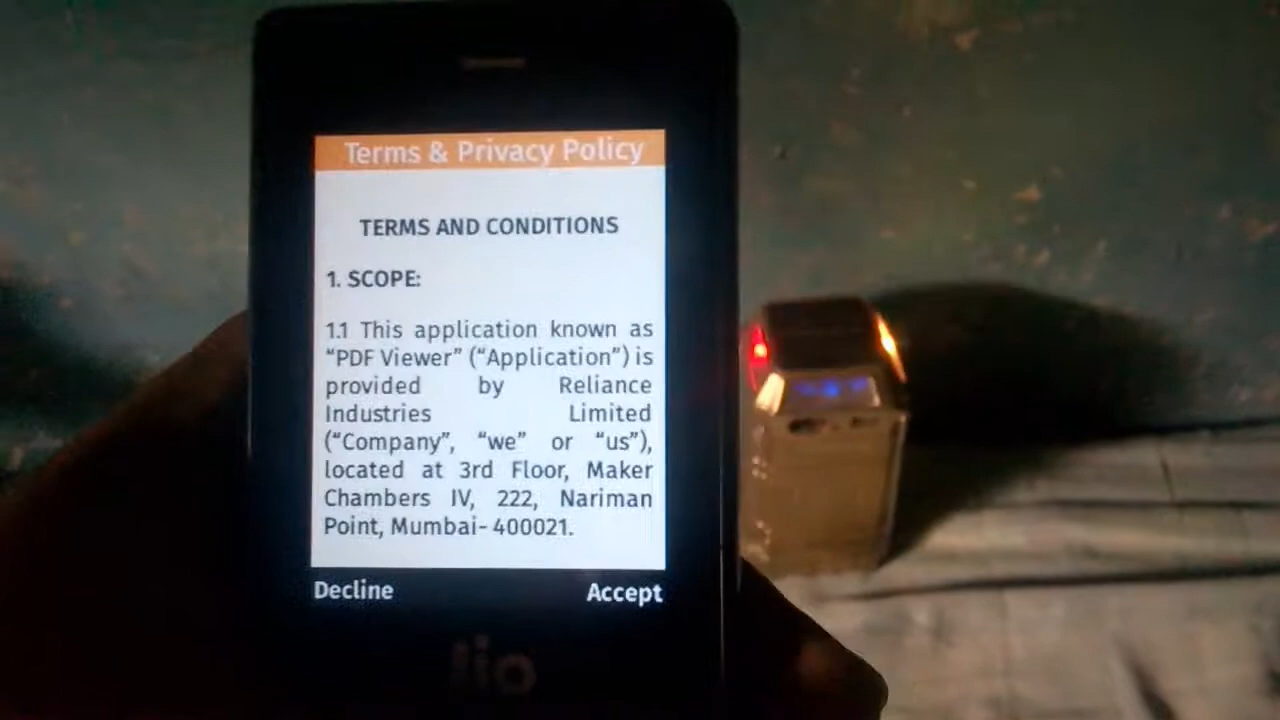 Terms & Privacy Policy
TERMS AND CONDITIONS
1. SCOPE:
1.1 This application known as
“PDF Viewer” (“Application”) is
provided by Reliance
Industries Limited
(“Company”, “we” or “us”),
located at 3rd Floor, Maker
Chambers IV, 222, Nariman
Point, Mumbai- 400021.
Decline Accept
Jio